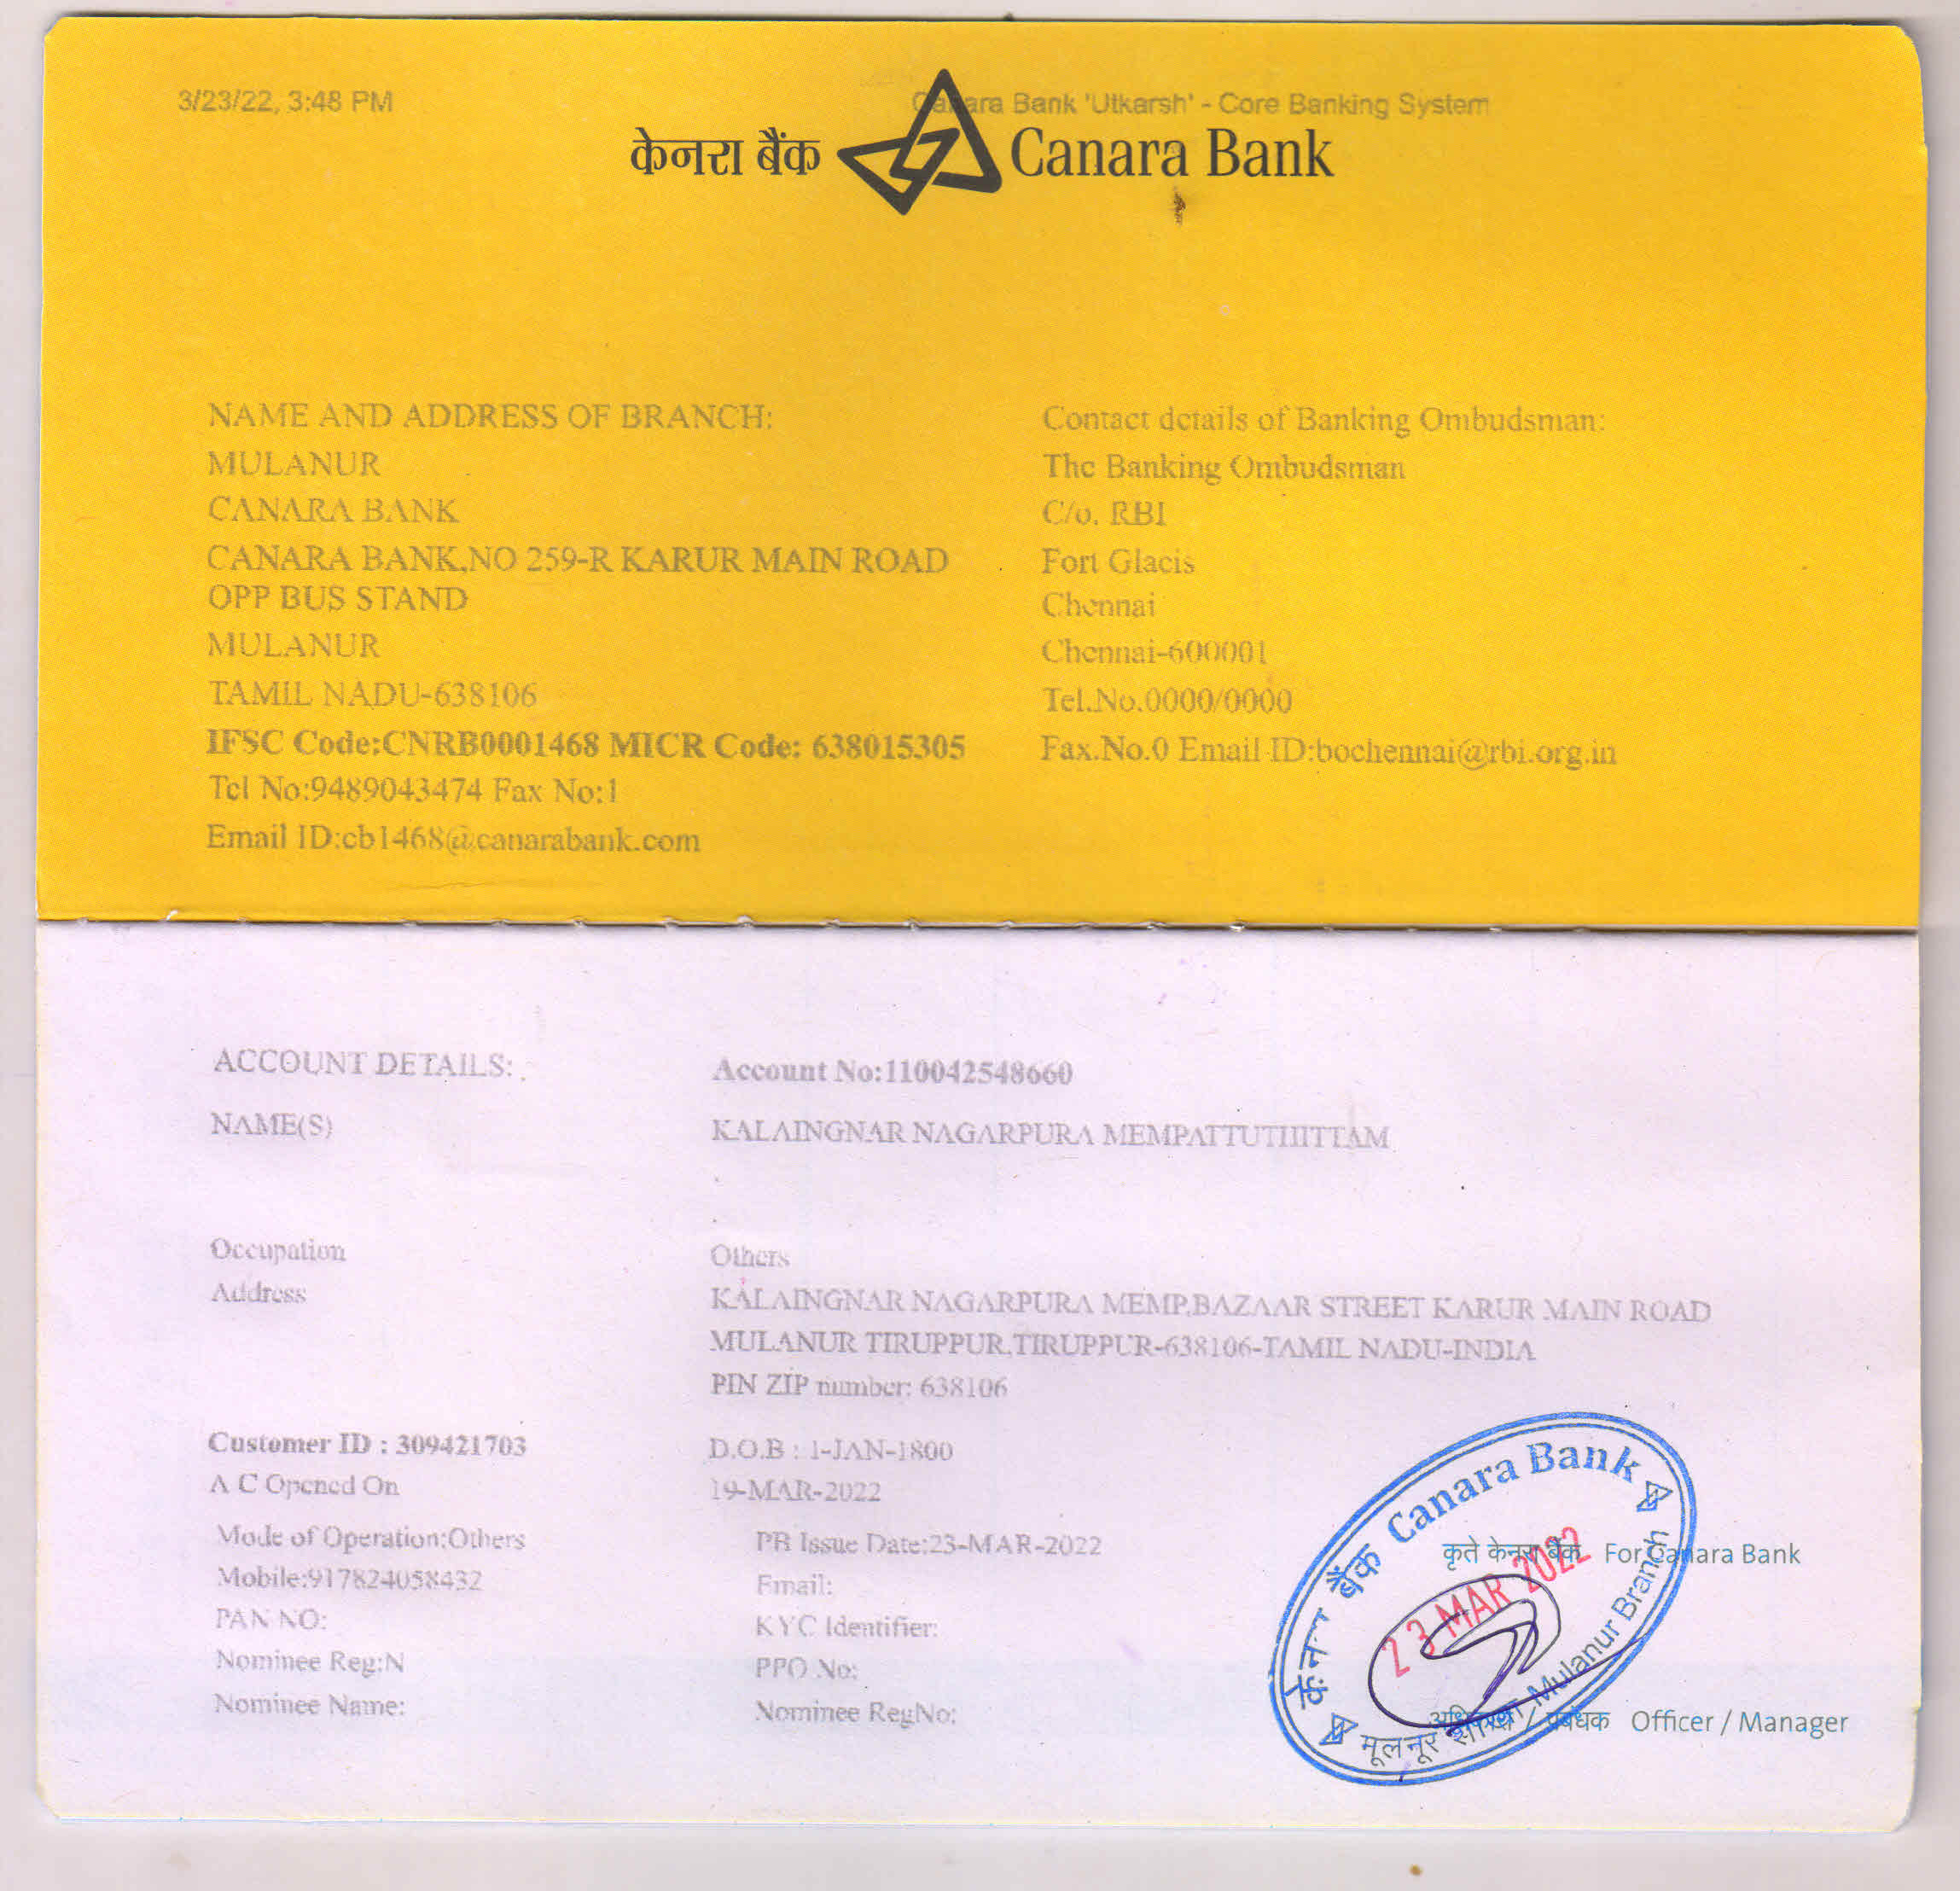 3/23/22, 3:48 PM
Canara Bank 'Utkarsh' - Core Banking System
केनरा बैंक Canara Bank
NAME AND ADDRESS OF BRANCH:
MULANUR
CANARA BANK
CANARA BANK,NO 259-R KARUR MAIN ROAD
OPP BUS STAND
MULANUR
TAMIL NADU-638106
IFSC Code:CNRB0001468 MICR Code: 638015305
Tel No:9489043474 Fax No:1
Email ID:cb1468@canarabank.com
Contact details of Banking Ombudsman:
The Banking Ombudsman
C/o. RBI
Fort Glacis
Chennai
Chennai-600001
Tel.No.0000/0000
Fax.No.0 Email ID:bochennai@rbi.org.in
ACCOUNT DETAILS: Account No:110042548660
NAME(S) KALAINGNAR NAGARPURA MEMPATTUTHITTAM
Occupation Others
Address KALAINGNAR NAGARPURA MEMP,BAZAAR STREET KARUR MAIN ROAD
MULANUR TIRUPPUR,TIRUPPUR-638106-TAMIL NADU-INDIA
PIN ZIP number: 638106
Customer ID : 309421703 D.O.B : 1-JAN-1800
A C Opened On 19-MAR-2022
Mode of Operation:Others PB Issue Date:23-MAR-2022
Mobile:917824058432 Email:
PAN NO: KYC Identifier:
Nominee Reg:N PPO No:
Nominee Name: Nominee RegNo:
कृते केनरा बैंक For Canara Bank
अधिकारी / प्रबंधक Officer / Manager
केनरा बैंक Canara Bank
23 MAR 2022
मूलनूर शाखा Mulanur Branch